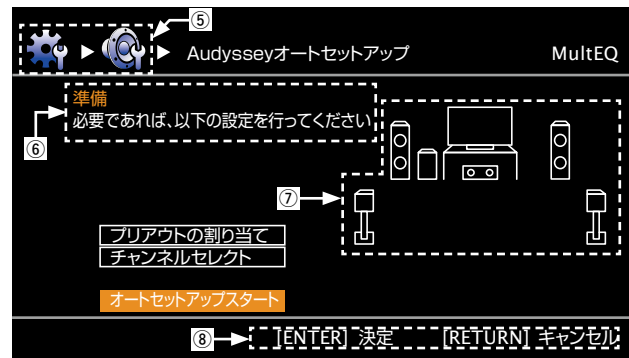 ⑤
Audysseyオートセットアップ
MultEQ
準備
必要であれば、以下の設定を行ってください
⑥
⑦
プリアウトの割り当て
チャンネルセレクト
オートセットアップスタート
⑧
[ENTER] 決定
[RETURN] キャンセル